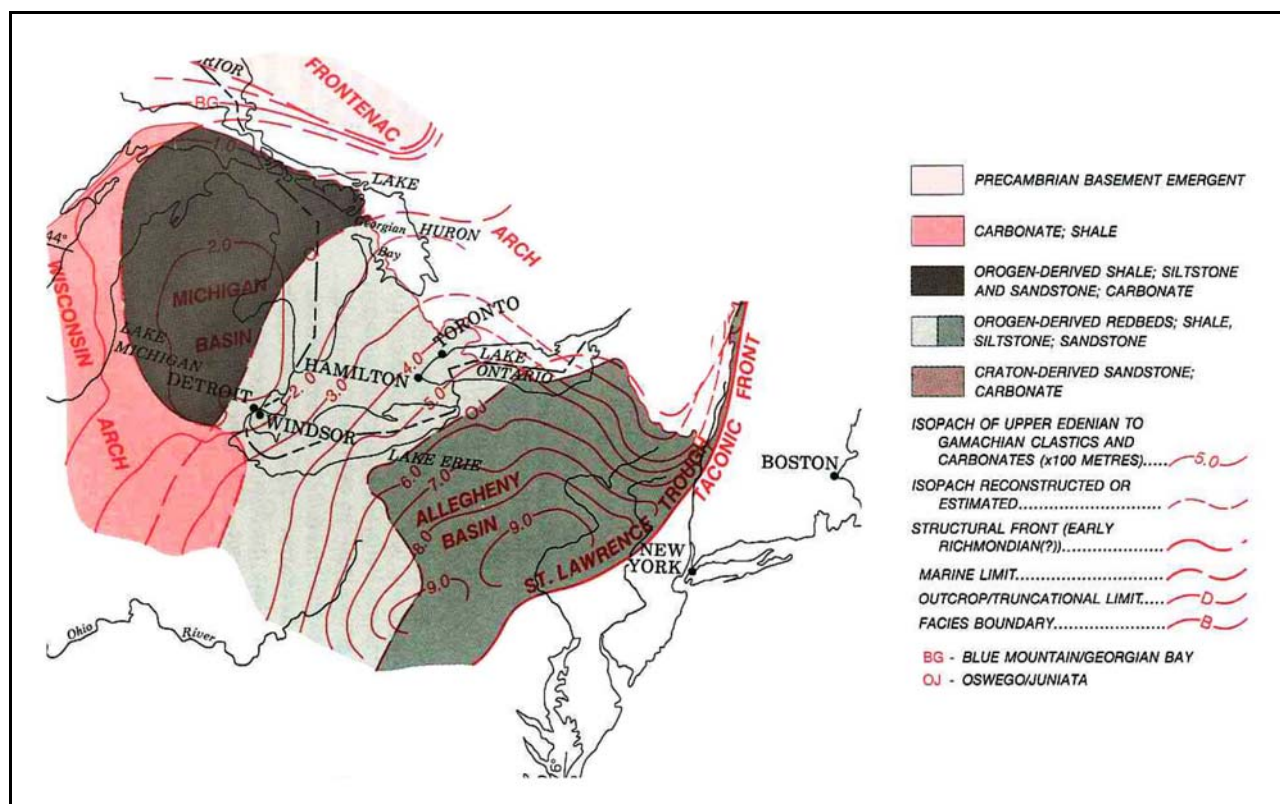 RIOR
FRONTENAC
BG
1.0
LAKE
HURON
Georgian
Bay
ARCH
44°
2.0
WISCONSIN
MICHIGAN
BASIN
LAKE
MICHIGAN
TORONTO
HAMILTON
4.0
LAKE
ONTARIO
DETROIT
2.0
3.0
5.0
WINDSOR
OJ
ARCH
LAKE ERIE
6.0
7.0
ALLEGHENY
BASIN
8.0
9.0
9.0
ST. LAWRENCE TROUGH
TACONIC FRONT
BOSTON
NEW
YORK
Ohio
River
6°
PRECAMBRIAN BASEMENT EMERGENT
CARBONATE; SHALE
OROGEN-DERIVED SHALE; SILTSTONE
AND SANDSTONE; CARBONATE
OROGEN-DERIVED REDBEDS; SHALE,
SILTSTONE; SANDSTONE
CRATON-DERIVED SANDSTONE;
CARBONATE
ISOPACH OF UPPER EDENIAN TO
GAMACHIAN CLASTICS AND
CARBONATES (x100 METRES).... 5.0
ISOPACH RECONSTRUCTED OR
ESTIMATED....................
STRUCTURAL FRONT (EARLY
RICHMONDIAN(?))..............
MARINE LIMIT.......................
OUTCROP/TRUNCATIONAL LIMIT..... D
FACIES BOUNDARY................... B
BG - BLUE MOUNTAIN/GEORGIAN BAY
OJ - OSWEGO/JUNIATA